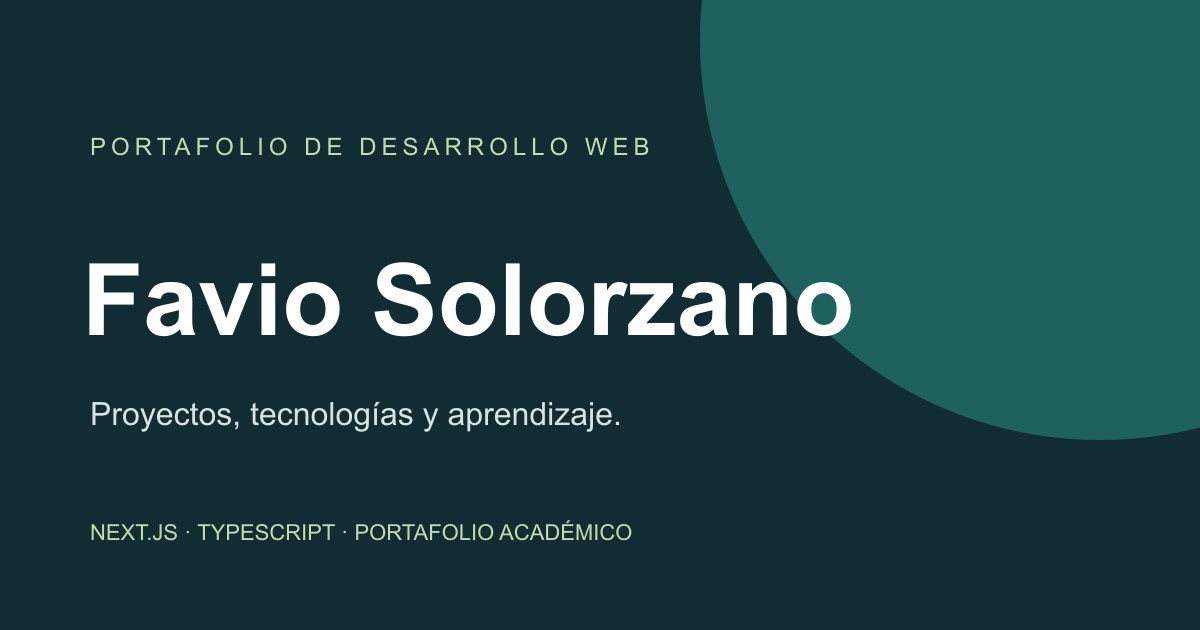 PORTAFOLIO DE DESARROLLO WEB
Favio Solorzano
Proyectos, tecnologías y aprendizaje.
NEXT.JS · TYPESCRIPT · PORTAFOLIO ACADÉMICO